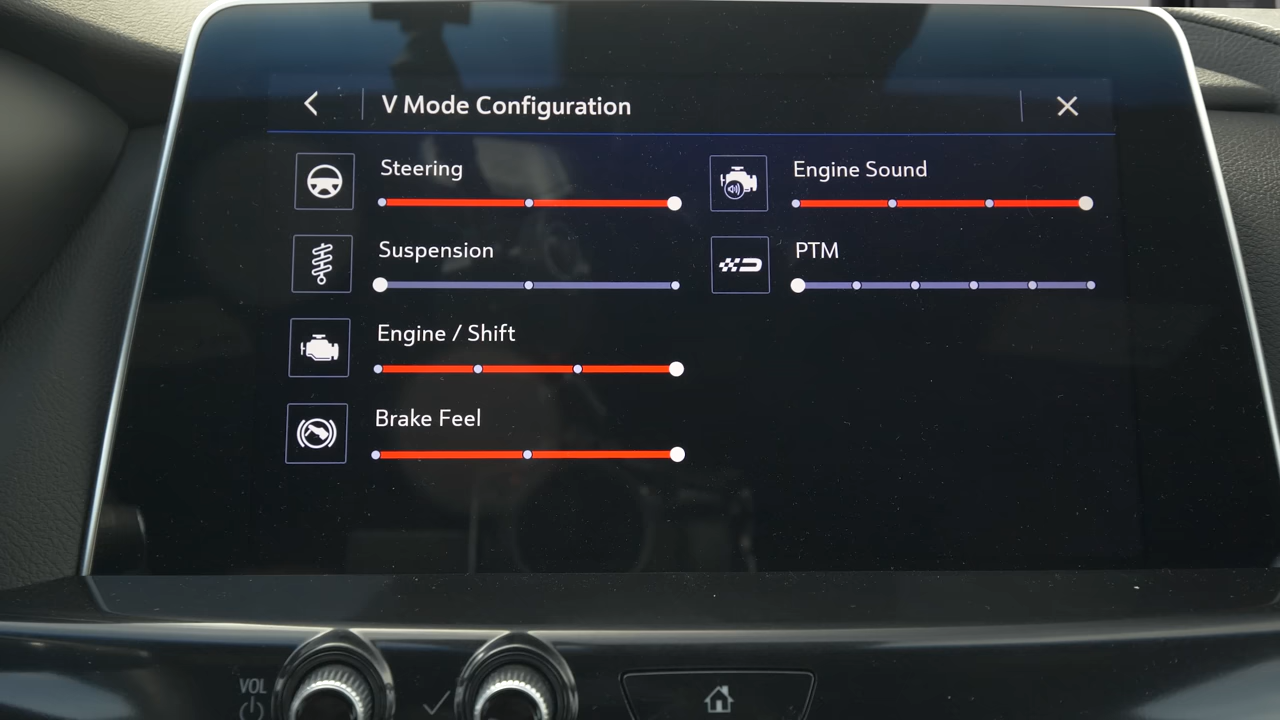 V Mode Configuration
Steering
Engine Sound
Suspension
PTM
Engine / Shift
Brake Feel
VOL